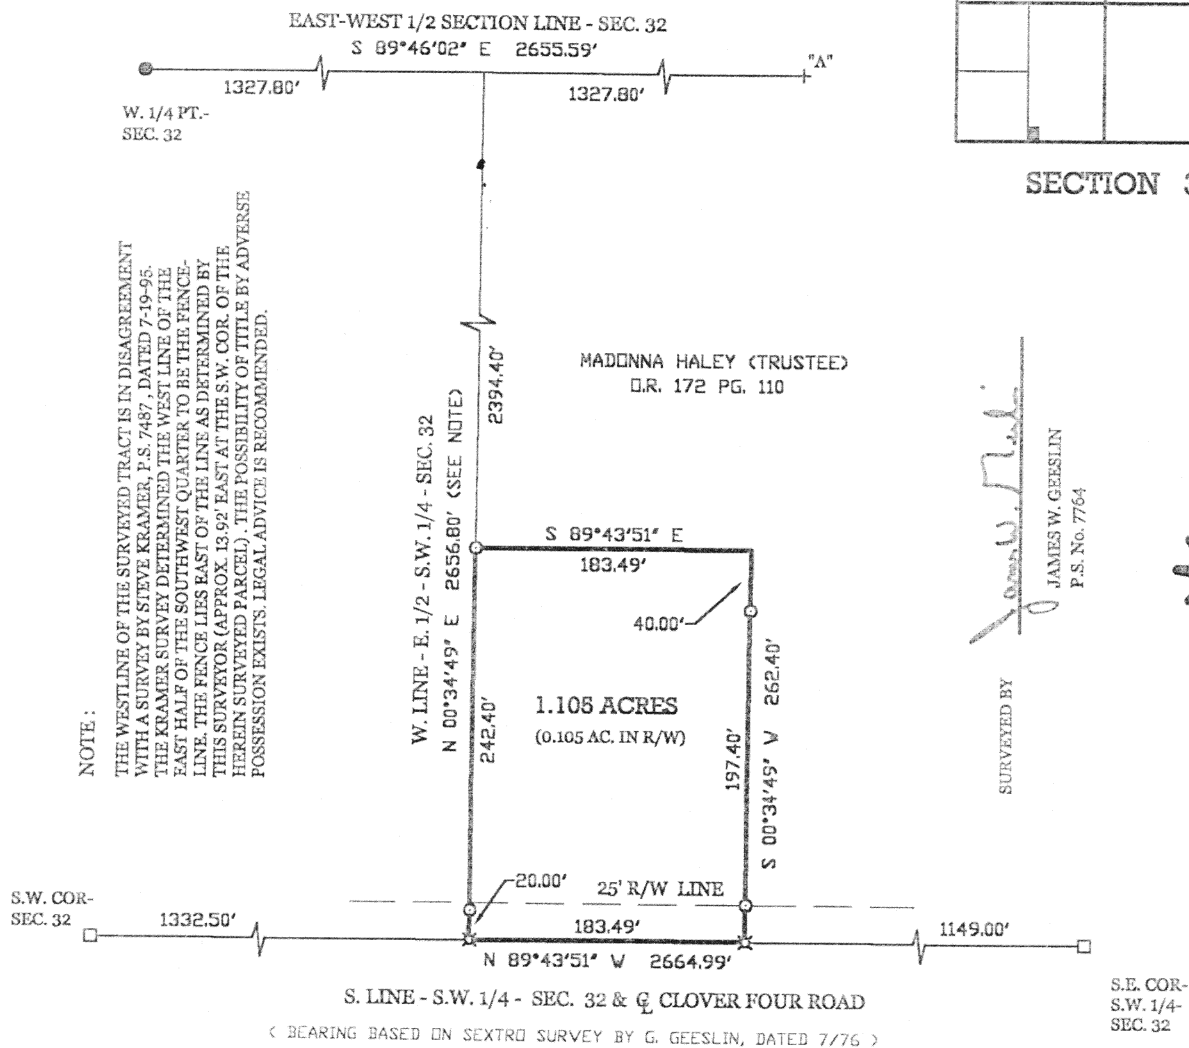 EAST-WEST 1/2 SECTION LINE - SEC. 32
S 89°46'02" E 2655.59'
"A"
1327.80'
1327.80'
W. 1/4 PT.-
SEC. 32
SECTION
NOTE :
THE WESTLINE OF THE SURVEYED TRACT IS IN DISAGREEMENT
WITH A SURVEY BY STEVE KRAMER, P.S. 7487, DATED 7-19-95.
THE KRAMER SURVEY DETERMINED THE WEST LINE OF THE
EAST HALF OF THE SOUTHWEST QUARTER TO BE THE FENCE-
LINE. THE FENCE LIES EAST OF THE LINE AS DETERMINED BY
THIS SURVEYOR (APPROX. 13.92' EAST AT THE S.W. COR. OF THE
HEREIN SURVEYED PARCEL). THE POSSIBILITY OF TITLE BY ADVERSE
POSSESSION EXISTS. LEGAL ADVICE IS RECOMMENDED.
2394.40'
MADONNA HALEY (TRUSTEE)
O.R. 172 PG. 110
W. LINE - E. 1/2 - S.W. 1/4 - SEC. 32
N 00°34'49" E 2656.80' (SEE NOTE)
S 89°43'51" E
183.49'
40.00'
242.40'
1.105 ACRES
(0.105 AC. IN R/W)
197.40'
S 00°34'49" W 262.40'
SURVEYED BY
JAMES W. GEESLIN
P.S. No. 7764
20.00'
25' R/W LINE
S.W. COR-
SEC. 32
1332.50'
183.49'
1149.00'
N 89°43'51" W 2664.99'
S. LINE - S.W. 1/4 - SEC. 32 & ℄ CLOVER FOUR ROAD
S.E. COR-
S.W. 1/4-
SEC. 32
( BEARING BASED ON SEXTRO SURVEY BY G. GEESLIN, DATED 7/76 )